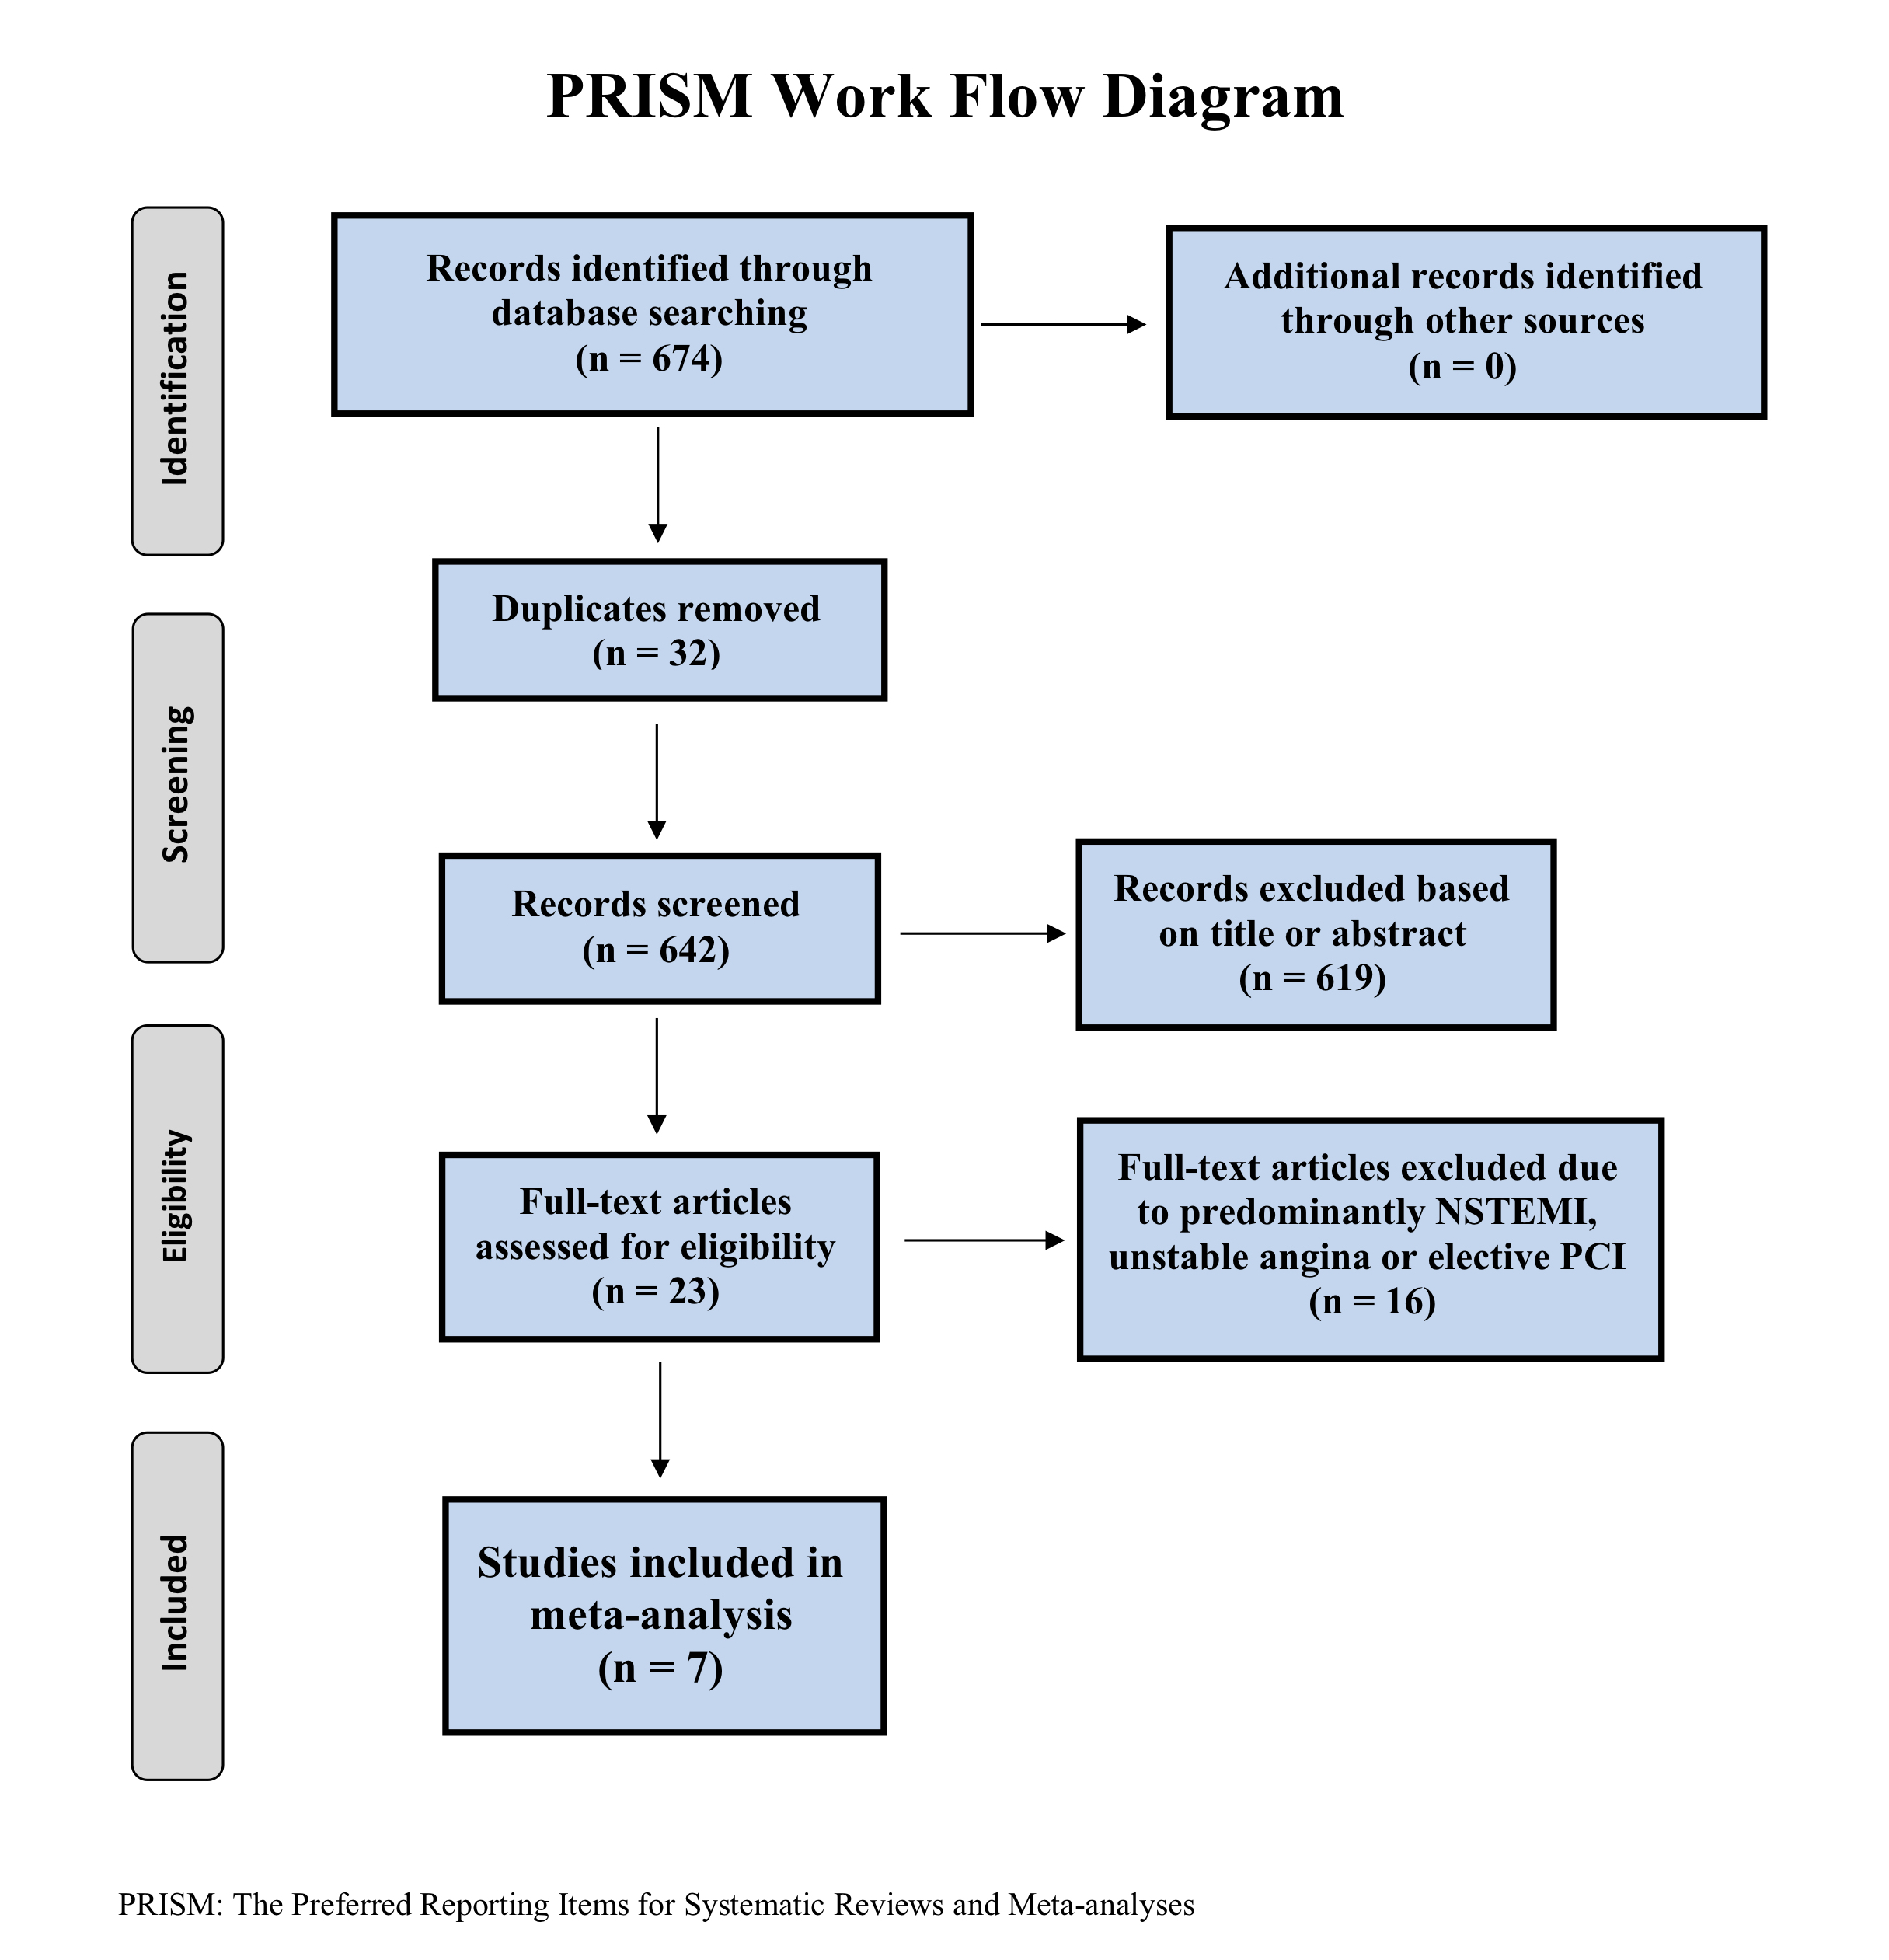 PRISM Work Flow Diagram
Identification
Records identified through
database searching
(n = 674)
Additional records identified
through other sources
(n = 0)
Duplicates removed
(n = 32)
Screening
Records screened
(n = 642)
Records excluded based
on title or abstract
(n = 619)
Eligibility
Full-text articles
assessed for eligibility
(n = 23)
Full-text articles excluded due
to predominantly NSTEMI,
unstable angina or elective PCI
(n = 16)
Included
Studies included in
meta-analysis
(n = 7)
PRISM: The Preferred Reporting Items for Systematic Reviews and Meta-analyses